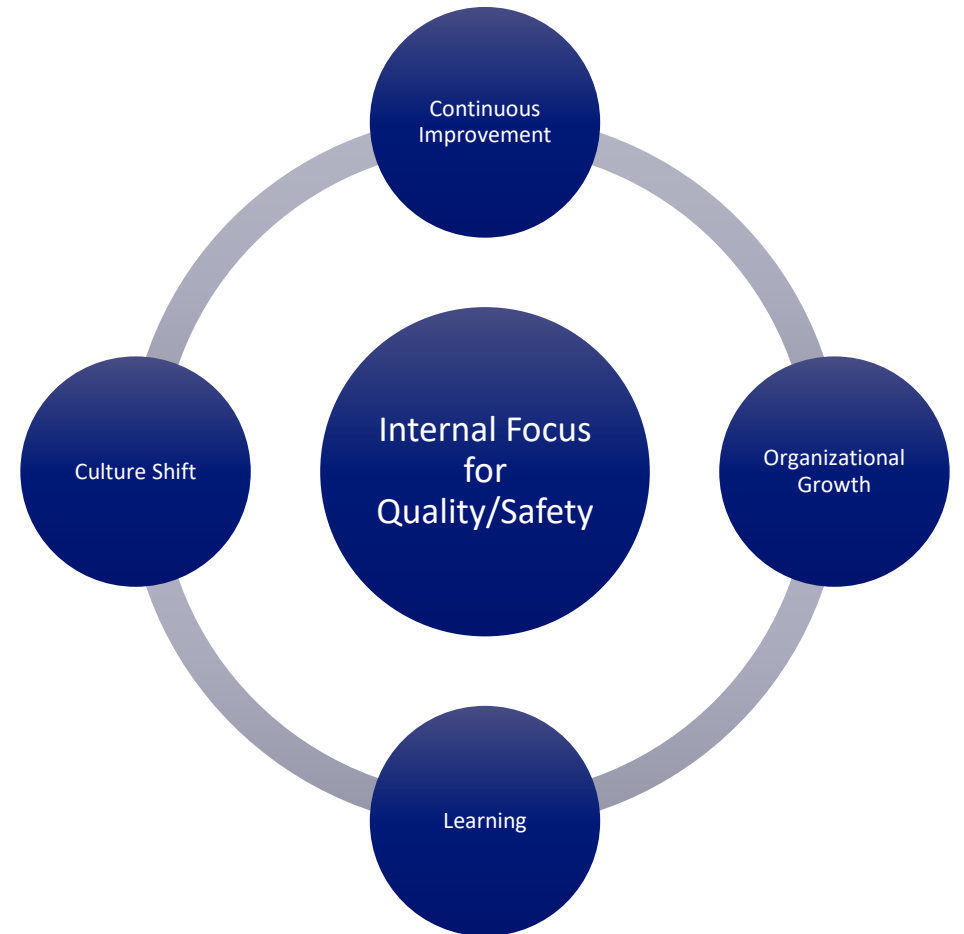 Continuous
Improvement
Culture Shift
Internal Focus
for
Quality/Safety
Organizational
Growth
Learning